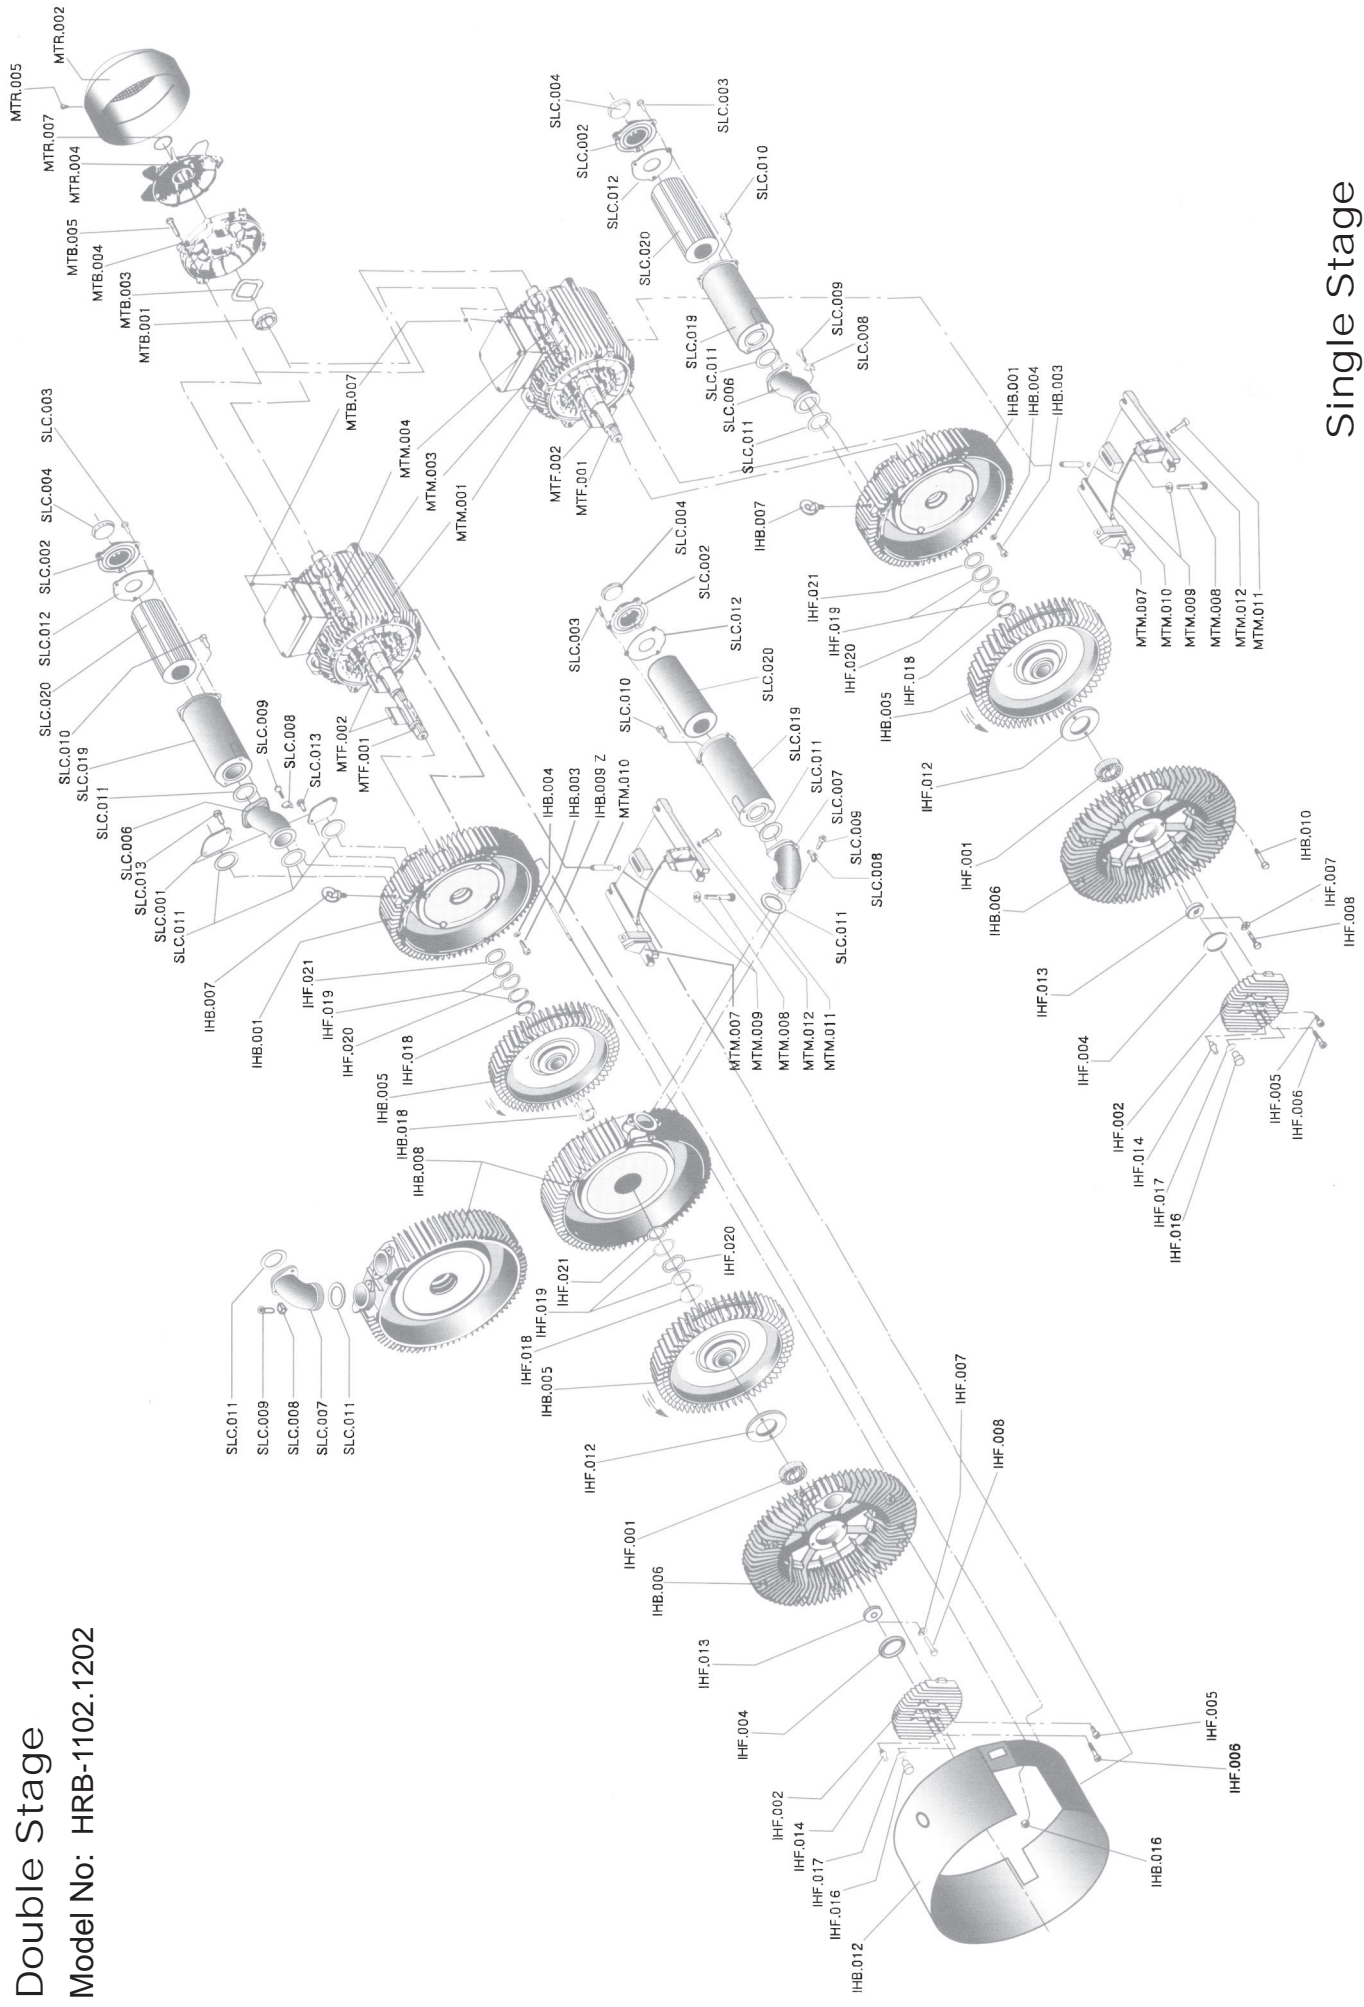 Double Stage
Model No: HRB-1102.1202
Single Stage
MTR.005
MTR.002
MTR.007
MTR.004
MTB.005
MTB.004
MTB.003
MTB.001
MTB.007
SLC.003
SLC.004
SLC.002
SLC.012
SLC.020
SLC.010
SLC.019
SLC.011
SLC.006
SLC.013
SLC.001
SLC.011
SLC.009
SLC.008
SLC.013
MTM.004
MTM.003
MTM.001
MTF.002
MTF.001
MTF.002
MTF.001
SLC.004
SLC.002
SLC.012
SLC.020
SLC.003
SLC.010
SLC.019
SLC.011
SLC.006
SLC.011
SLC.009
SLC.008
IHB.007
IHB.001
IHB.004
IHB.003
IHF.021
IHF.019
IHF.020
IHF.018
IHB.005
IHF.012
IHF.001
IHB.006
IHB.010
IHF.007
IHF.008
IHF.013
IHF.004
IHF.002
IHF.014
IHF.017
IHF.016
IHF.005
IHF.006
MTM.007
MTM.010
MTM.009
MTM.008
MTM.012
MTM.011
IHB.007
IHB.001
IHF.021
IHF.019
IHF.020
IHF.018
IHB.005
IHB.018
IHB.008
IHB.004
IHB.003
IHB.009 Z
MTM.010
SLC.003
SLC.004
SLC.002
SLC.012
SLC.020
SLC.010
SLC.019
SLC.011
SLC.007
SLC.009
SLC.008
SLC.011
MTM.007
MTM.009
MTM.008
MTM.012
MTM.011
SLC.011
SLC.009
SLC.008
SLC.007
SLC.011
IHF.020
IHF.021
IHF.019
IHF.018
IHB.005
IHF.012
IHF.001
IHB.006
IHF.007
IHF.008
IHF.013
IHF.004
IHF.002
IHF.014
IHF.017
IHF.016
IHB.012
IHF.005
IHF.006
IHB.016